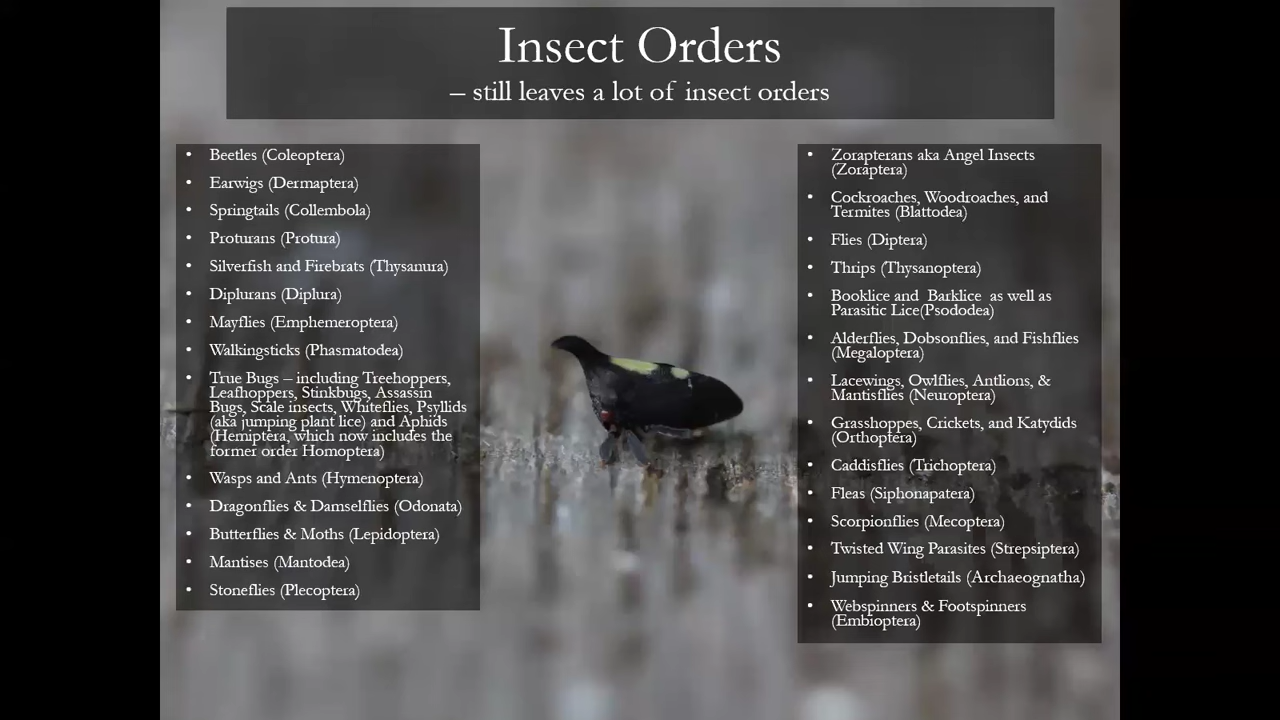 Insect Orders
– still leaves a lot of insect orders
• Beetles (Coleoptera)
• Earwigs (Dermaptera)
• Springtails (Collembola)
• Proturans (Protura)
• Silverfish and Firebrats (Thysanura)
• Diplurans (Diplura)
• Mayflies (Emphemeroptera)
• Walkingsticks (Phasmatodea)
• True Bugs – including Treehoppers,
Leafhoppers, Stinkbugs, Assassin
Bugs, Scale insects, Whiteflies, Psyllids
(aka jumping plant lice) and Aphids
(Hemiptera, which now includes the
former order Homoptera)
• Wasps and Ants (Hymenoptera)
• Dragonflies & Damselflies (Odonata)
• Butterflies & Moths (Lepidoptera)
• Mantises (Mantodea)
• Stoneflies (Plecoptera)
• Zorapterans aka Angel Insects
(Zoraptera)
• Cockroaches, Woodroaches, and
Termites (Blattodea)
• Flies (Diptera)
• Thrips (Thysanoptera)
• Booklice and Barklice as well as
Parasitic Lice(Psododea)
• Alderflies, Dobsonflies, and Fishflies
(Megaloptera)
• Lacewings, Owlflies, Antlions, &
Mantisflies (Neuroptera)
• Grasshoppes, Crickets, and Katydids
(Orthoptera)
• Caddisflies (Trichoptera)
• Fleas (Siphonapatera)
• Scorpionflies (Mecoptera)
• Twisted Wing Parasites (Strepsiptera)
• Jumping Bristletails (Archaeognatha)
• Webspinners & Footspinners
(Embioptera)